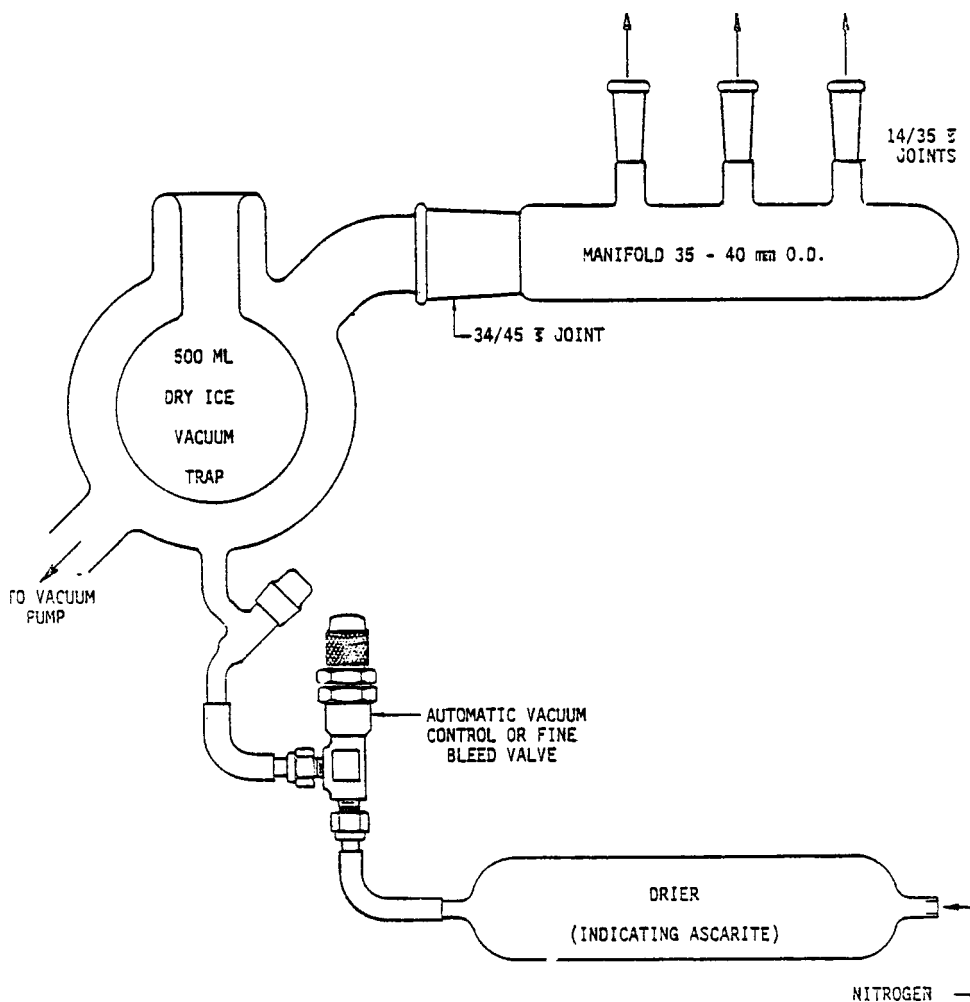 14/35 ⚟ JOINTS
MANIFOLD 35 - 40 mm O.D.
34/45 ⚟ JOINT
500 ML
DRY ICE
VACUUM
TRAP
TO VACUUM
PUMP
AUTOMATIC VACUUM
CONTROL OR FINE
BLEED VALVE
DRIER
(INDICATING ASCARITE)
NITROGEN